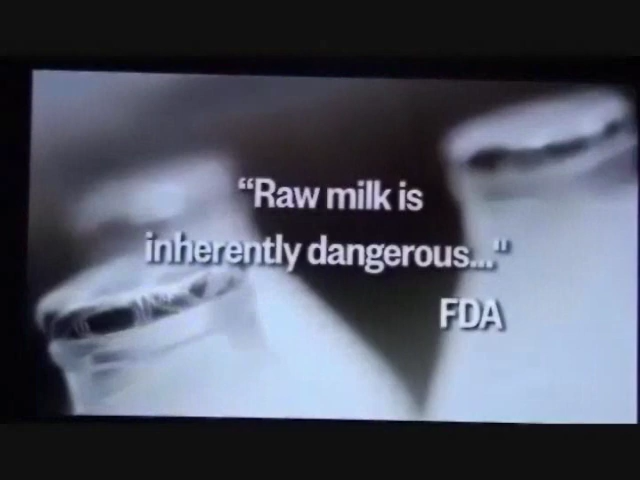 “Raw milk is
inherently dangerous..."
FDA